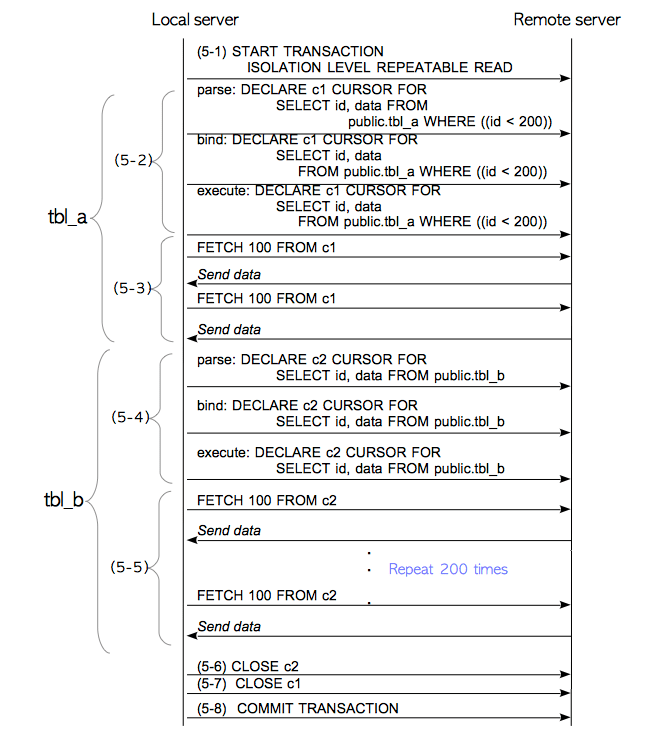 Local server
Remote server
(5-1) START TRANSACTION
ISOLATION LEVEL REPEATABLE READ
parse: DECLARE c1 CURSOR FOR
SELECT id, data FROM
public.tbl_a WHERE ((id < 200))
(5-2)
bind: DECLARE c1 CURSOR FOR
SELECT id, data
FROM public.tbl_a WHERE ((id < 200))
execute: DECLARE c1 CURSOR FOR
SELECT id, data
FROM public.tbl_a WHERE ((id < 200))
tbl_a
FETCH 100 FROM c1
Send data
(5-3)
FETCH 100 FROM c1
Send data
parse: DECLARE c2 CURSOR FOR
SELECT id, data FROM public.tbl_b
(5-4)
bind: DECLARE c2 CURSOR FOR
SELECT id, data FROM public.tbl_b
execute: DECLARE c2 CURSOR FOR
SELECT id, data FROM public.tbl_b
tbl_b
FETCH 100 FROM c2
Send data
(5-5)
Repeat 200 times
FETCH 100 FROM c2
Send data
(5-6) CLOSE c2
(5-7) CLOSE c1
(5-8) COMMIT TRANSACTION